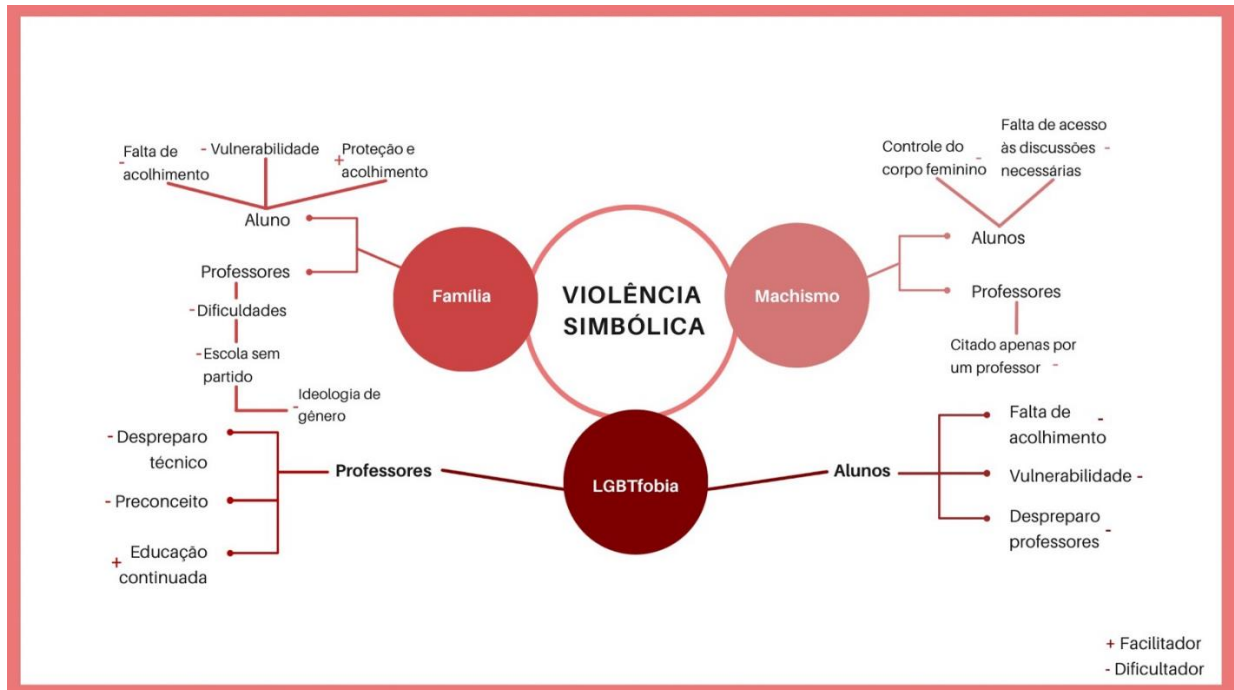 - Falta de
acolhimento
- Vulnerabilidade
+ Proteção e
acolhimento
Aluno
Professores
- Dificuldades
- Escola sem
partido
- Ideologia de
gênero
Família
VIOLÊNCIA
SIMBÓLICA
Machismo
Controle do
corpo feminino -
Falta de acesso
às discussões -
necessárias
Alunos
Professores
Citado apenas por
um professor -
- Despreparo
técnico
- Preconceito
+ Educação
continuada
Professores
LGBTfobia
Alunos
Falta de -
acolhimento
Vulnerabilidade -
Despreparo
professores -
+ Facilitador
- Dificultador